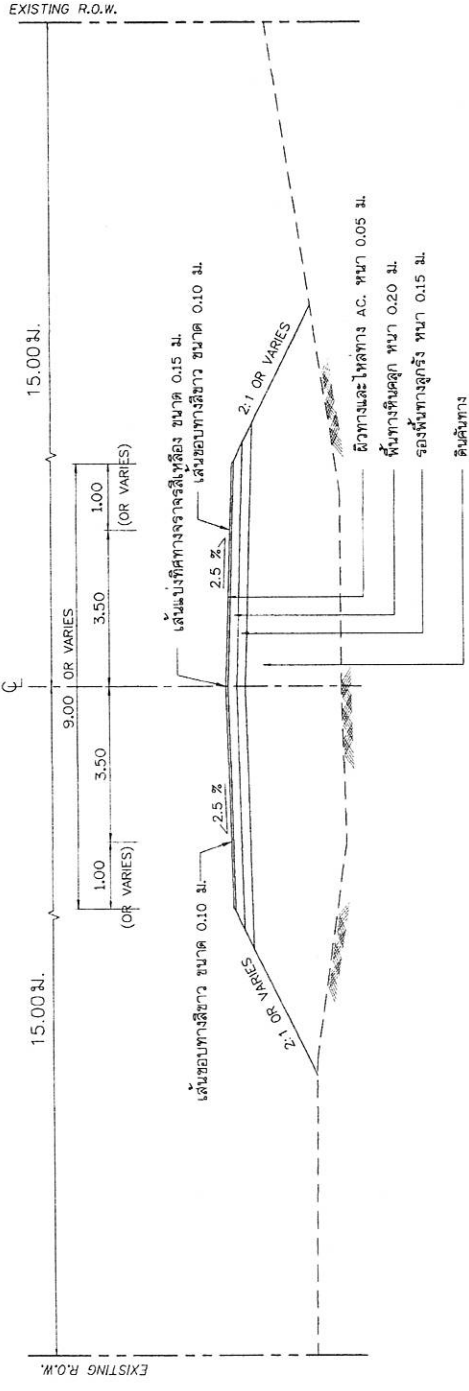 EXISTING R.O.W.
15.00 ม.
15.00 ม.
℄
9.00 OR VARIES
1.00
(OR VARIES)
3.50
3.50
1.00
(OR VARIES)
เส้นแบ่งทิศทางจราจรสีเหลือง ขนาด 0.15 ม.
เส้นขอบทางสีขาว ขนาด 0.10 ม.
เส้นขอบทางสีขาว ขนาด 0.10 ม.
2.5 %
2.5 %
2:1 OR VARIES
2:1 OR VARIES
ผิวทางและไหล่ทาง AC. หนา 0.05 ม.
พื้นทางหินคลุก หนา 0.20 ม.
รองพื้นทางลูกรัง หนา 0.15 ม.
ดินคันทาง
EXISTING R.O.W.